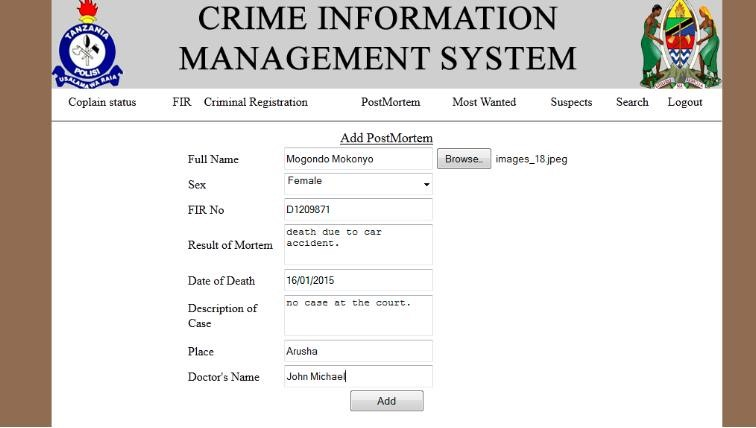 CRIME INFORMATION
MANAGEMENT SYSTEM
TANZANIA
POLISI
USALAMA WA RAIA
Coplain status FIR Criminal Registration PostMortem Most Wanted Suspects Search Logout
Add PostMortem
Full Name Mogondo Mokonyo Browse.. images_18.jpeg
Sex Female
FIR No D1209871
Result of Mortem death due to car
accident.
Date of Death 16/01/2015
Description of no case at the court.
Case
Place Arusha
Doctor's Name John Michael
Add